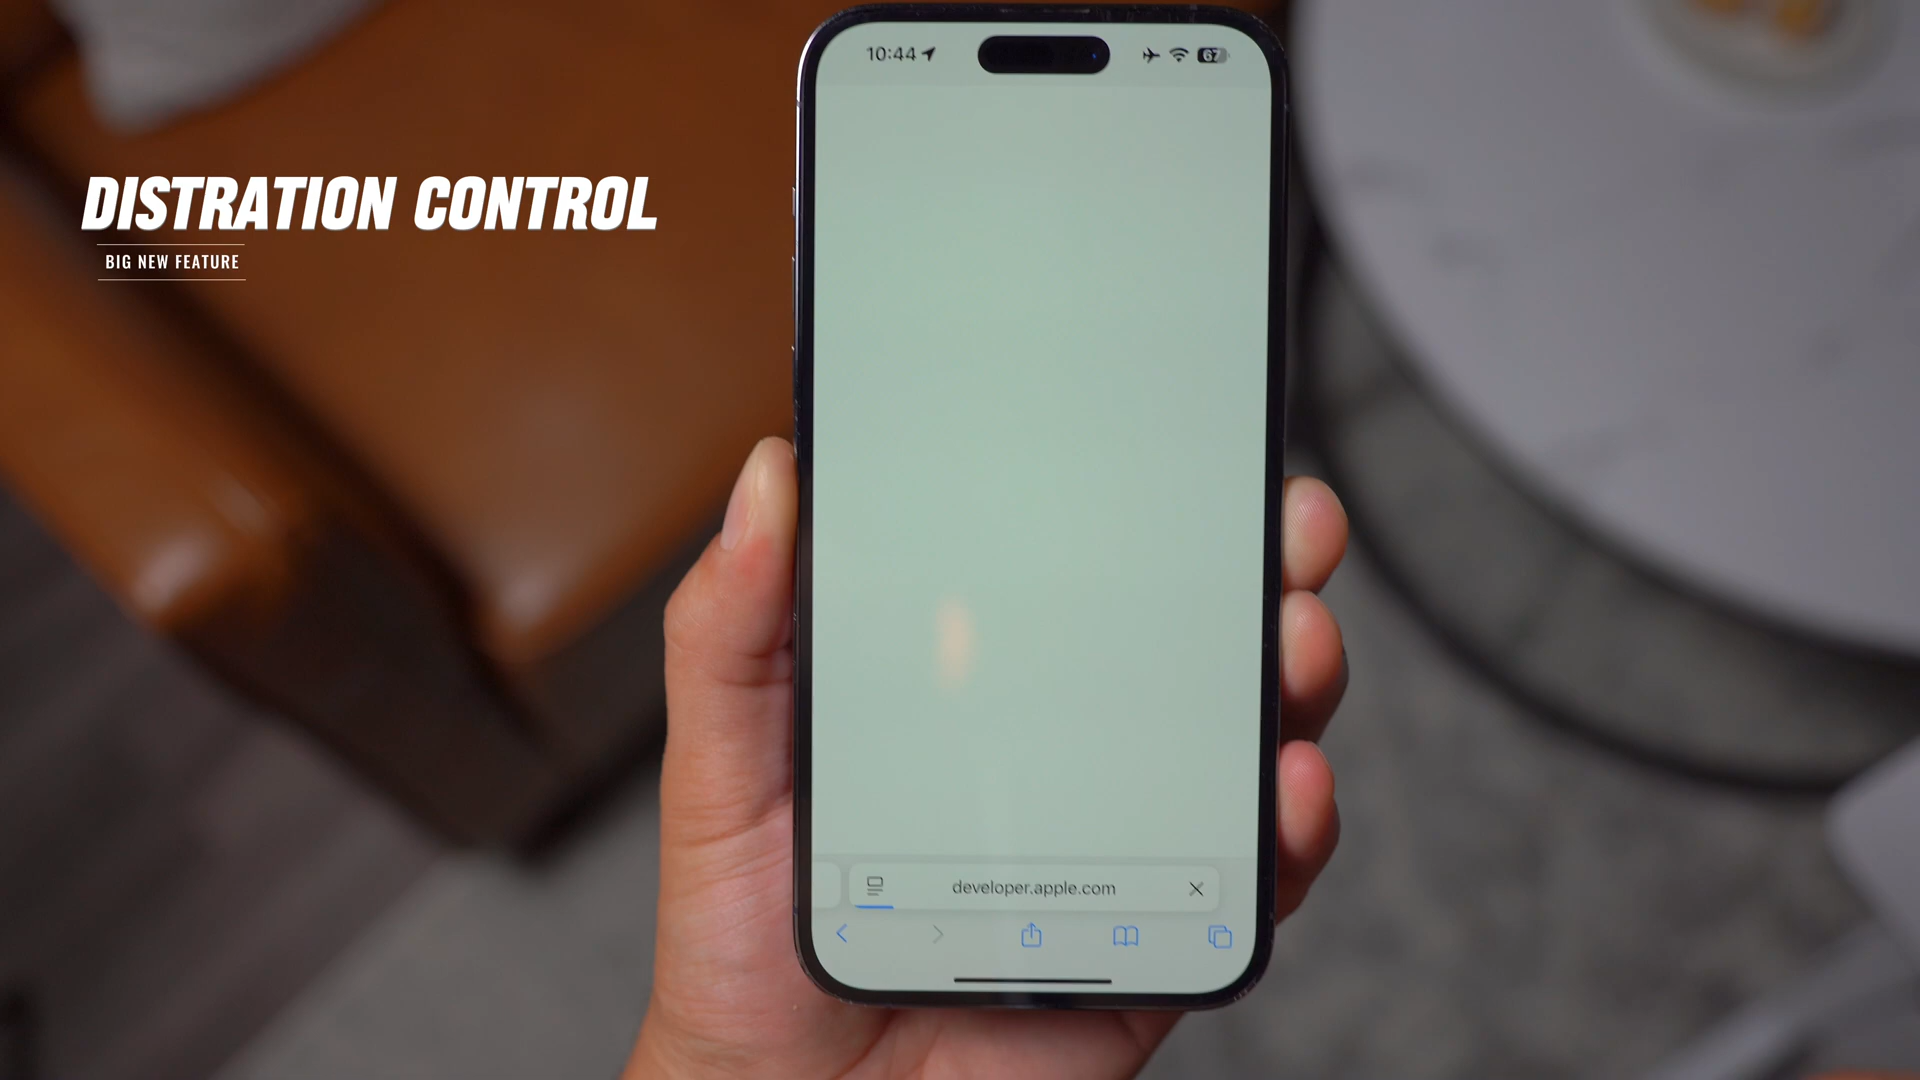 DISTRATION CONTROL
BIG NEW FEATURE
10:44
67
developer.apple.com